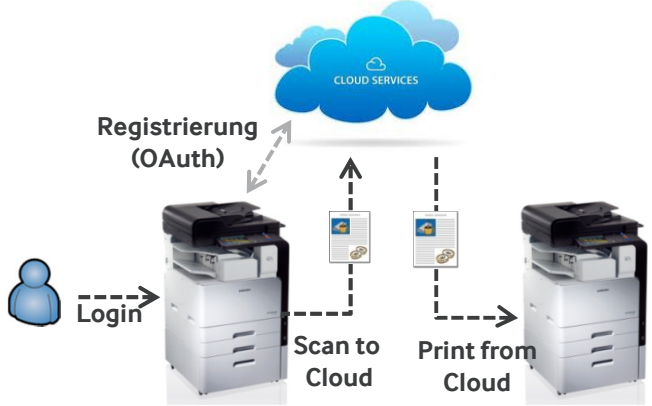 CLOUD SERVICES
Registrierung
(OAuth)
Login
Scan to
Cloud
Print from
Cloud